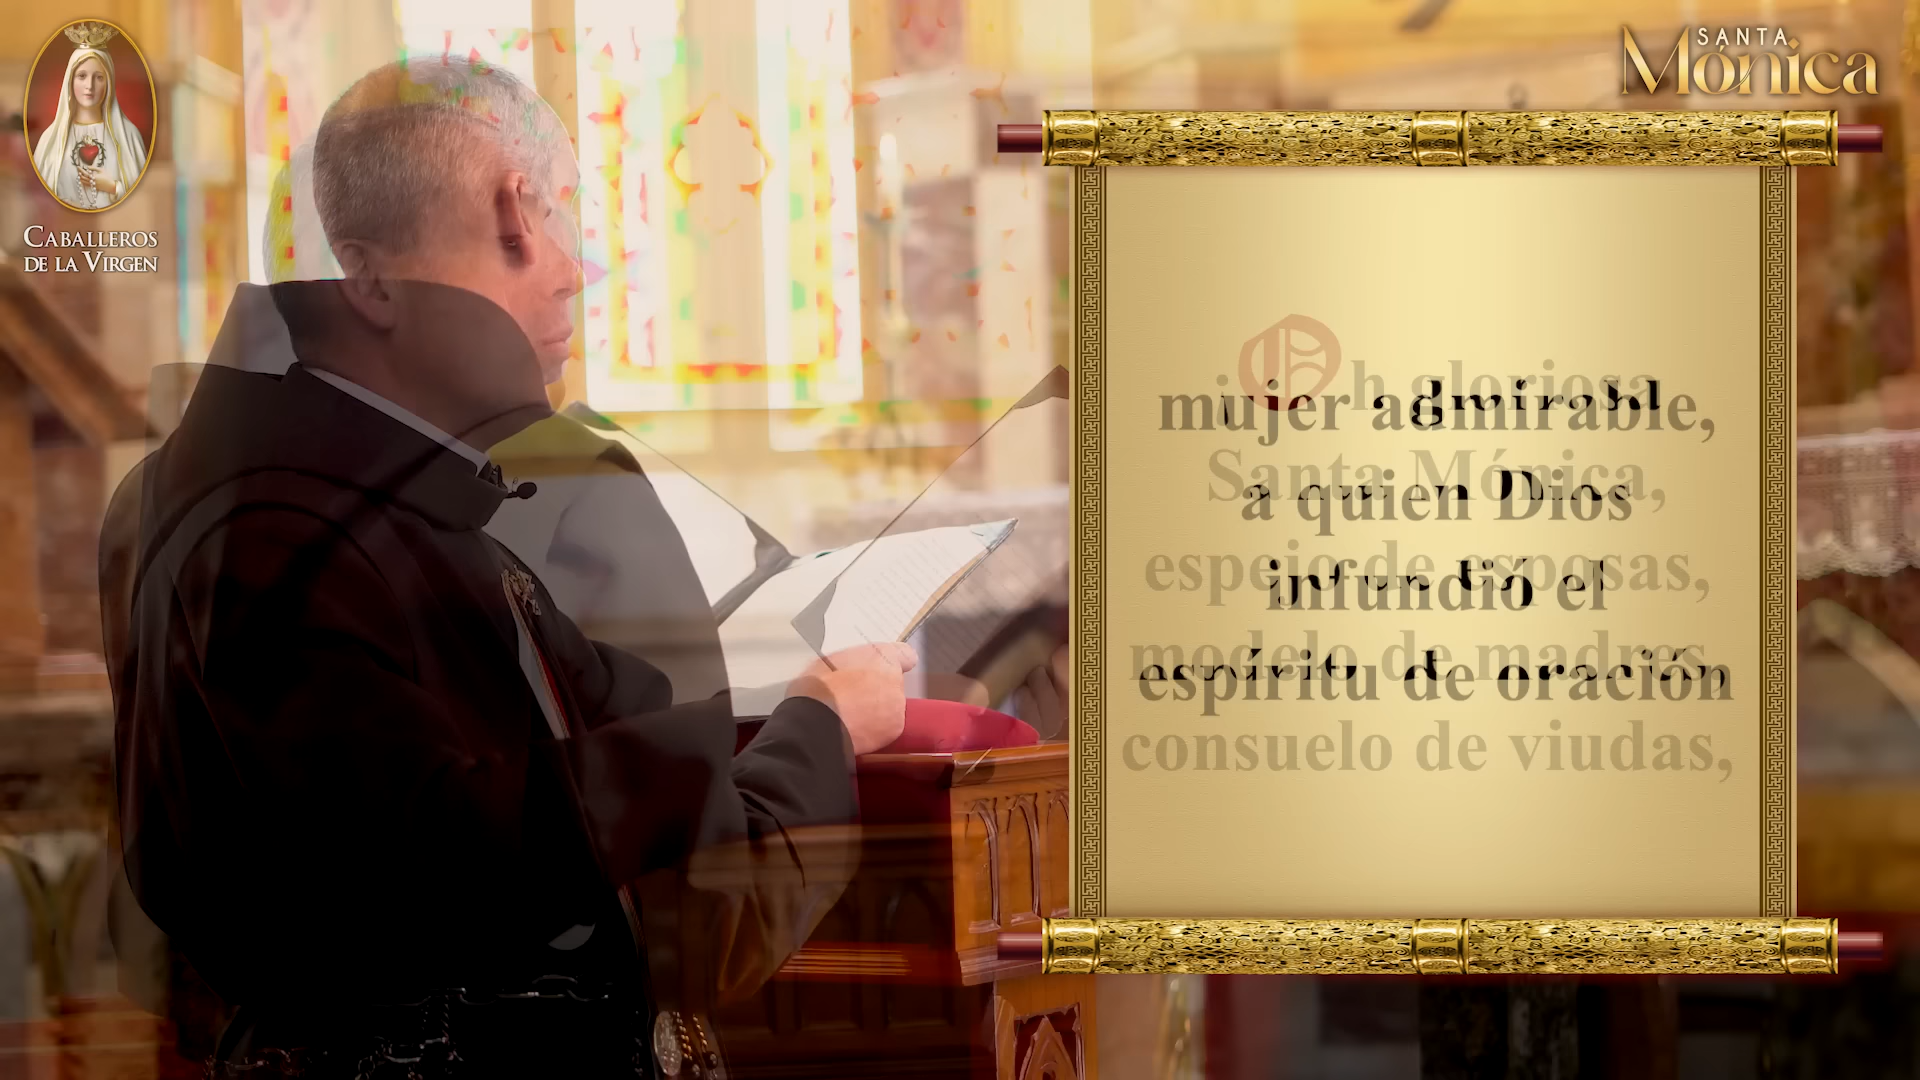 CABALLEROS
DE LA VIRGEN
SANTA
Mónica
Oh gloriosa
Santa Mónica,
espejo de esposas,
modelo de madres,
consuelo de viudas,
mujer admirable,
a quien Dios
infundió el
espíritu de oración